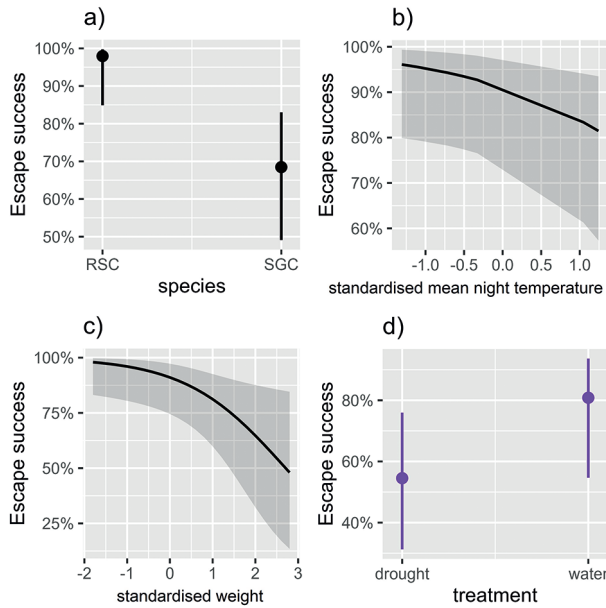 a)
100%
90%
80%
70%
60%
50%
Escape success
RSC
SGC
species
b)
100%
90%
80%
70%
60%
Escape success
-1.0
-0.5
0.0
0.5
1.0
standardised mean night temperature
c)
100%
75%
50%
25%
Escape success
-2
-1
0
1
2
3
standardised weight
d)
80%
60%
40%
Escape success
drought
water
treatment